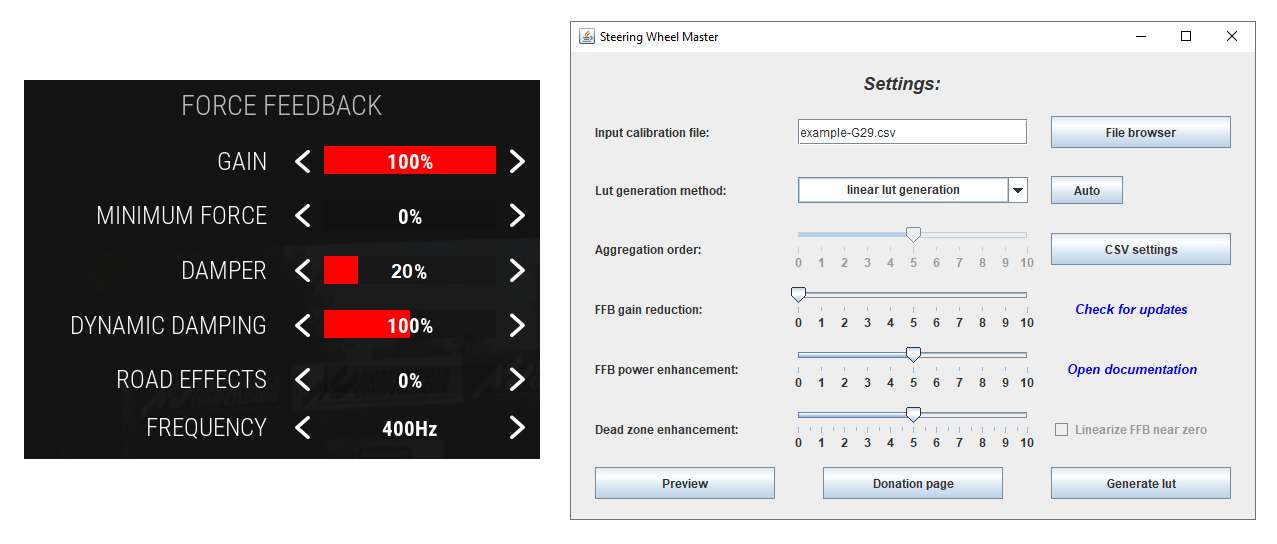 FORCE FEEDBACK
GAIN 100%
MINIMUM FORCE 0%
DAMPER 20%
DYNAMIC DAMPING 100%
ROAD EFFECTS 0%
FREQUENCY 400Hz
Steering Wheel Master
Settings:
Input calibration file: example-G29.csv File browser
Lut generation method: linear lut generation Auto
Aggregation order: CSV settings
0 1 2 3 4 5 6 7 8 9 10
FFB gain reduction: Check for updates
0 1 2 3 4 5 6 7 8 9 10
FFB power enhancement: Open documentation
0 1 2 3 4 5 6 7 8 9 10
Dead zone enhancement: Linearize FFB near zero
0 1 2 3 4 5 6 7 8 9 10
Preview Donation page Generate lut